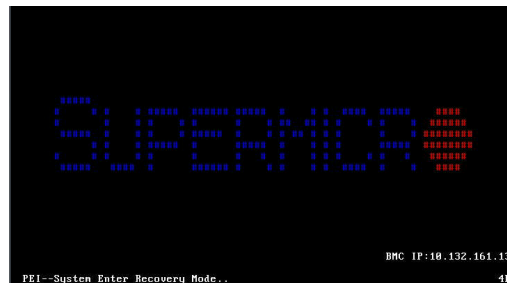 SUPERMICRO
BMC IP:10.132.161.13
PEI--System Enter Recovery Mode..